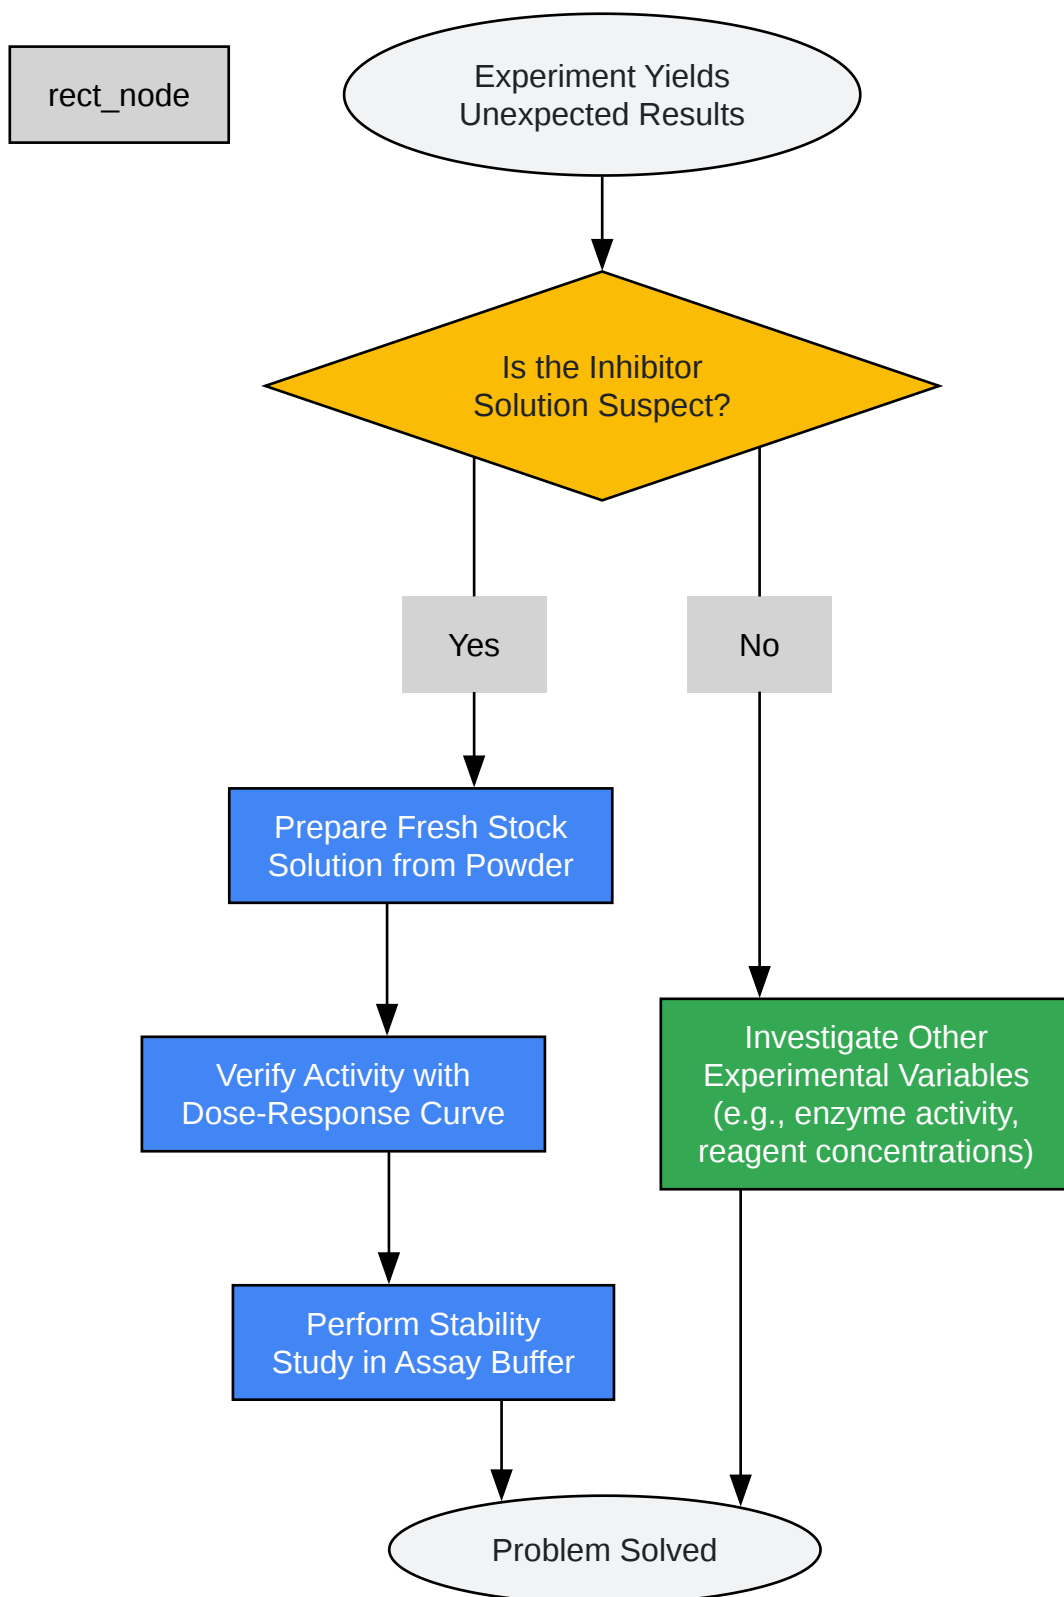 rect_node
Experiment Yields
Unexpected Results
Is the Inhibitor
Solution Suspect?
Yes
No
Prepare Fresh Stock
Solution from Powder
Verify Activity with
Dose-Response Curve
Investigate Other
Experimental Variables
(e.g., enzyme activity,
reagent concentrations)
Perform Stability
Study in Assay Buffer
Problem Solved